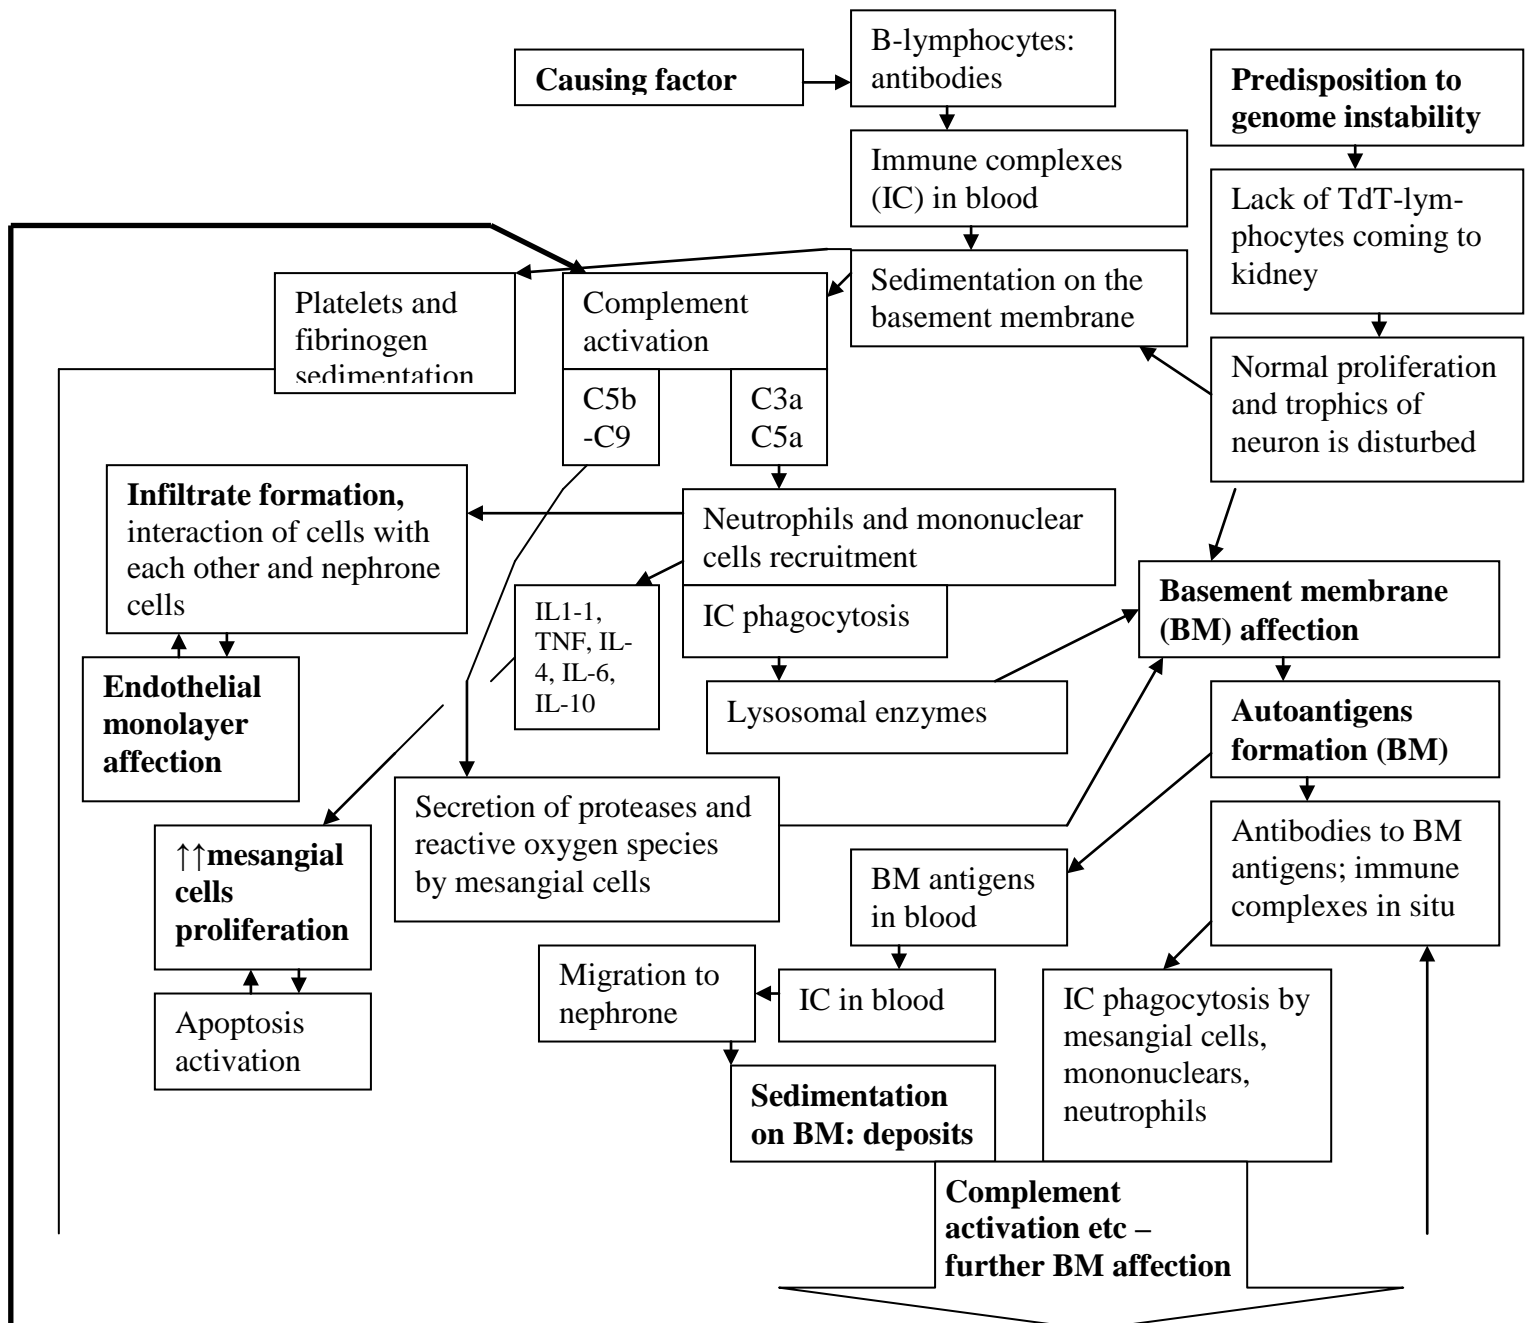 B-lymphocytes:
antibodies
Causing factor
Predisposition to
genome instability
Immune complexes
(IC) in blood
Lack of TdT-lym-
phocytes coming to
kidney
Sedimentation on the
basement membrane
Platelets and
fibrinogen
sedimentation
Complement
activation
Normal proliferation
and trophics of
neuron is disturbed
C5b
-C9
C3a
C5a
Infiltrate formation,
interaction of cells with
each other and nephrone
cells
Neutrophils and mononuclear
cells recruitment
IL1-1,
TNF, IL-
4, IL-6,
IL-10
IC phagocytosis
Basement membrane
(BM) affection
Endothelial
monolayer
affection
Lysosomal enzymes
Autoantigens
formation (BM)
Secretion of proteases and
reactive oxygen species
by mesangial cells
↑↑mesangial
cells
proliferation
BM antigens
in blood
Antibodies to BM
antigens; immune
complexes in situ
Migration to
nephrone
IC in blood
IC phagocytosis by
mesangial cells,
mononuclears,
neutrophils
Apoptosis
activation
Sedimentation
on BM: deposits
Complement
activation etc –
further BM affection